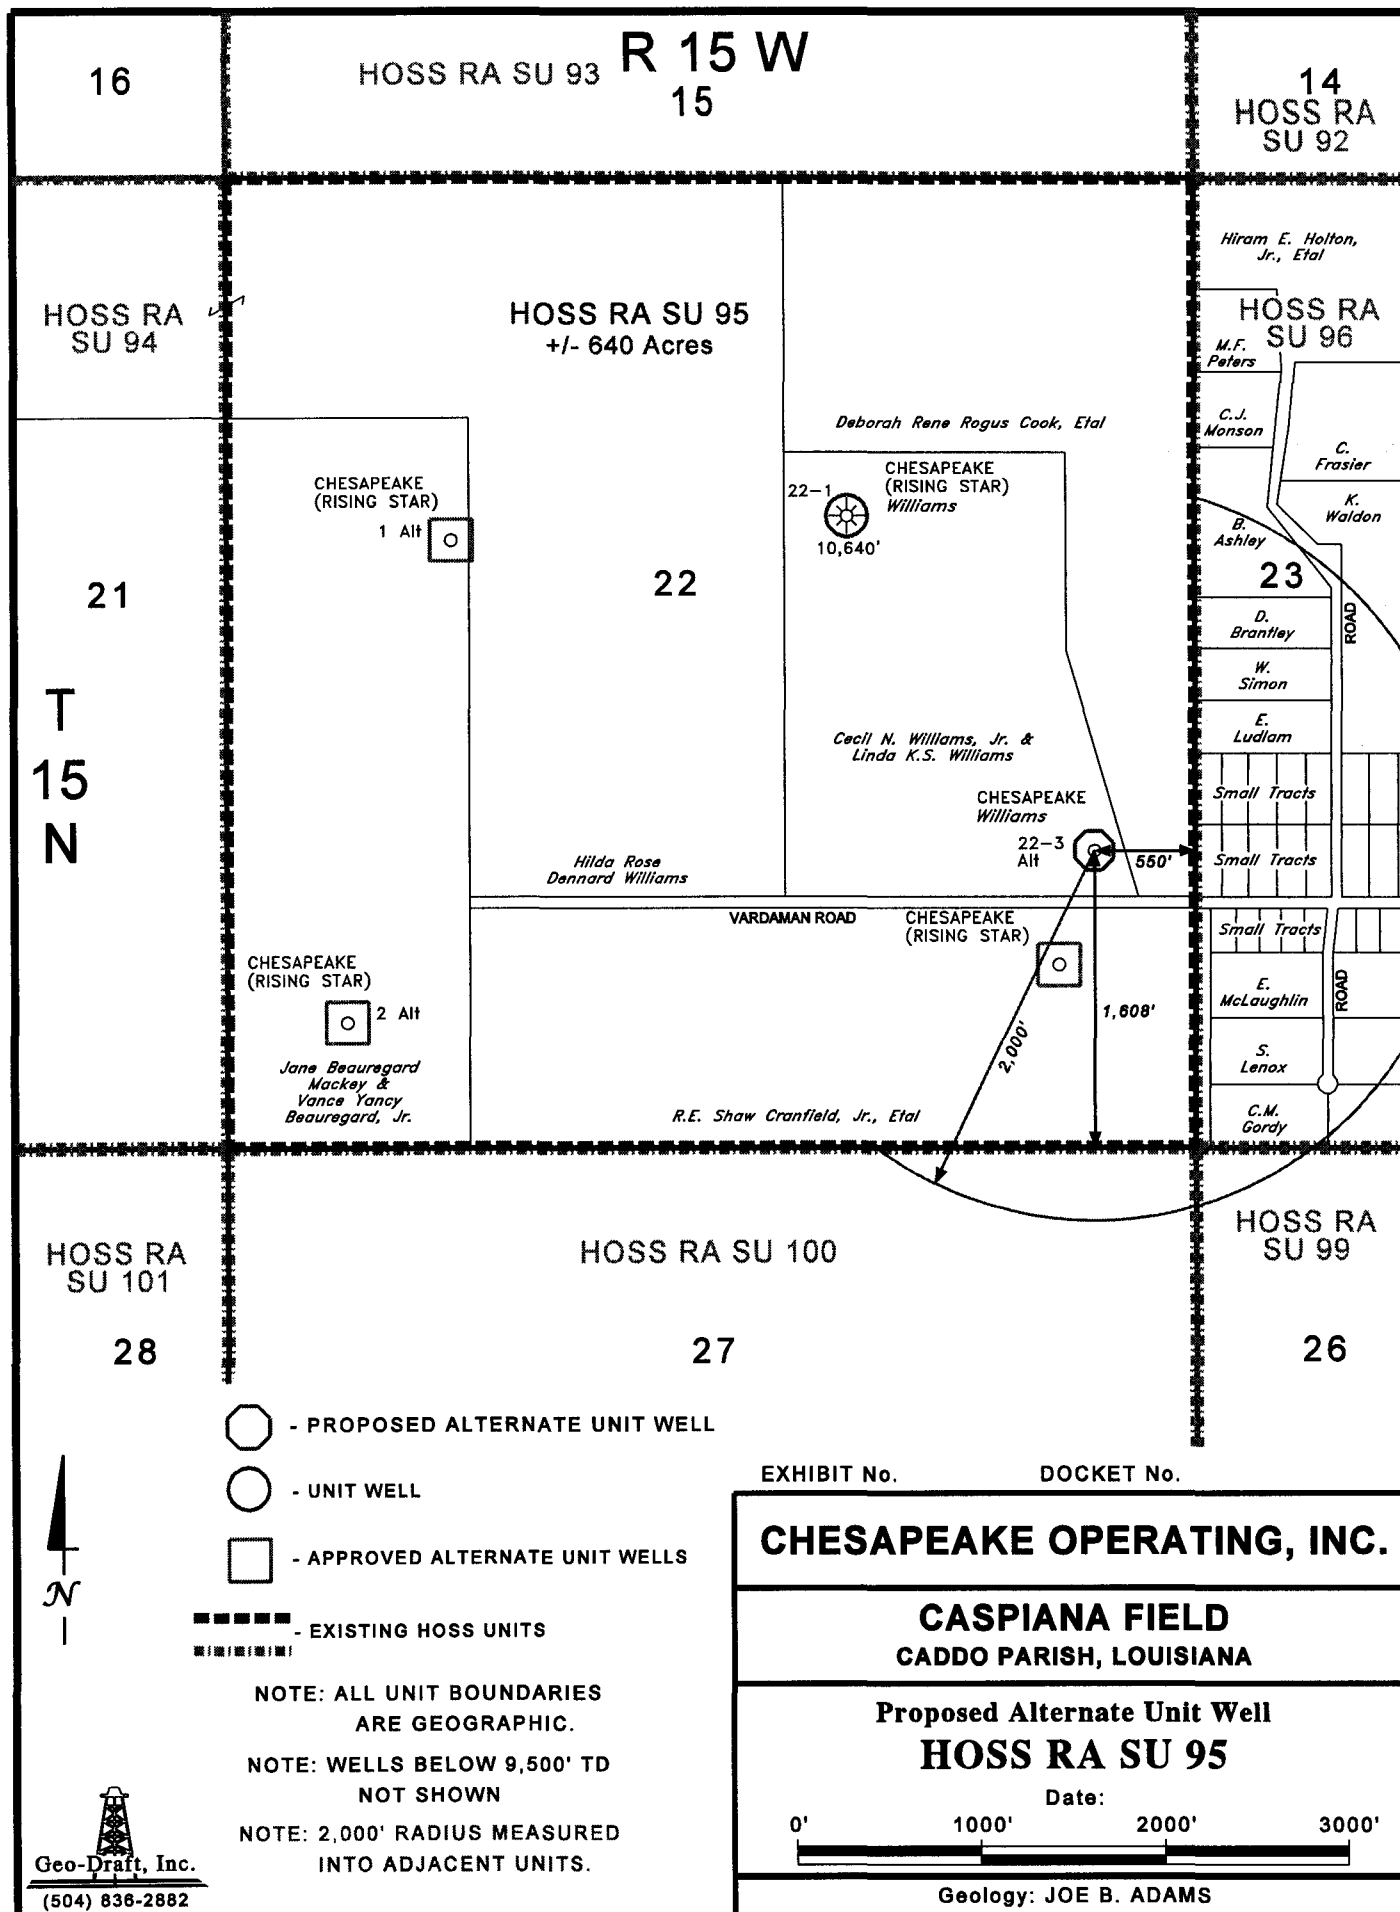 R 15 W
16
HOSS RA SU 93
15
14
HOSS RA
SU 92
Hiram E. Holton,
Jr., Etal
HOSS RA
SU 94
HOSS RA SU 95
+/- 640 Acres
HOSS RA
SU 96
M.F.
Peters
C.J.
Monson
C.
Frasier
K.
Waldon
B.
Ashley
Deborah Rene Rogus Cook, Etal
CHESAPEAKE
(RISING STAR)
1 Alt
22-1
CHESAPEAKE
(RISING STAR)
Williams
10,640'
21
22
23
D.
Brantley
ROAD
W.
Simon
E.
Ludlam
T
15
N
Cecil N. Williams, Jr. &
Linda K.S. Williams
CHESAPEAKE
Williams
22-3
Alt
550'
Small Tracts
Small Tracts
Hilda Rose
Dennard Williams
VARDAMAN ROAD
CHESAPEAKE
(RISING STAR)
Small Tracts
E.
McLaughlin
ROAD
CHESAPEAKE
(RISING STAR)
2 Alt
1,608'
2,000'
S.
Lenox
Jane Beauregard
Mackey &
Vance Yancy
Beauregard, Jr.
R.E. Shaw Cranfield, Jr., Etal
C.M.
Gordy
HOSS RA
SU 101
HOSS RA SU 100
HOSS RA
SU 99
28
27
26
- PROPOSED ALTERNATE UNIT WELL
- UNIT WELL
- APPROVED ALTERNATE UNIT WELLS
- EXISTING HOSS UNITS
N
NOTE: ALL UNIT BOUNDARIES
ARE GEOGRAPHIC.
NOTE: WELLS BELOW 9,500' TD
NOT SHOWN
NOTE: 2,000' RADIUS MEASURED
INTO ADJACENT UNITS.
Geo-Draft, Inc.
(504) 836-2882
EXHIBIT No. DOCKET No.
CHESAPEAKE OPERATING, INC.
CASPIANA FIELD
CADDO PARISH, LOUISIANA
Proposed Alternate Unit Well
HOSS RA SU 95
Date:
0' 1000' 2000' 3000'
Geology: JOE B. ADAMS